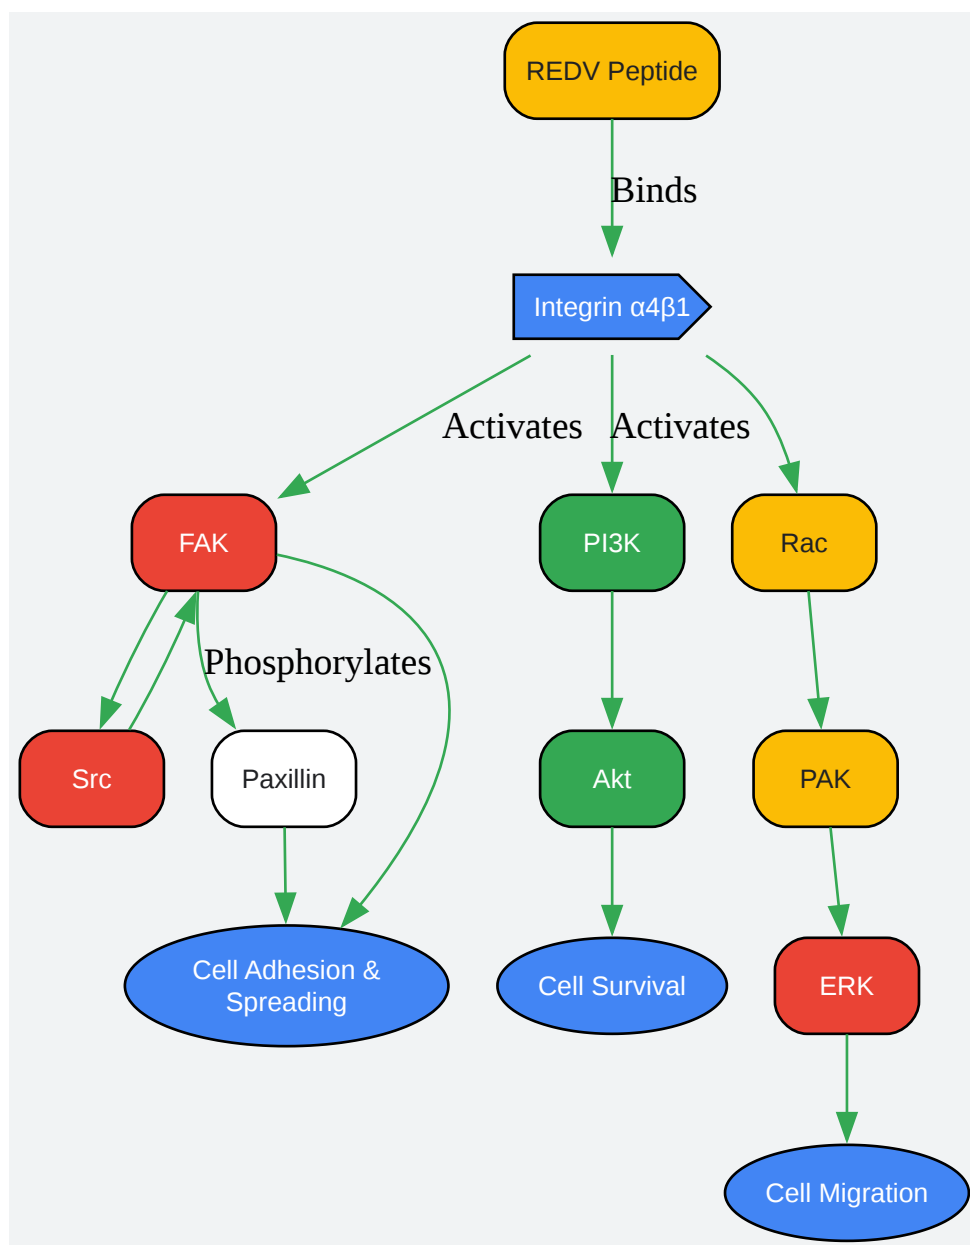 REDV Peptide
Binds
Integrin α4β1
Activates
Activates
FAK
PI3K
Rac
Phosphorylates
Src
Paxillin
Akt
PAK
Cell Adhesion &
Spreading
Cell Survival
ERK
Cell Migration